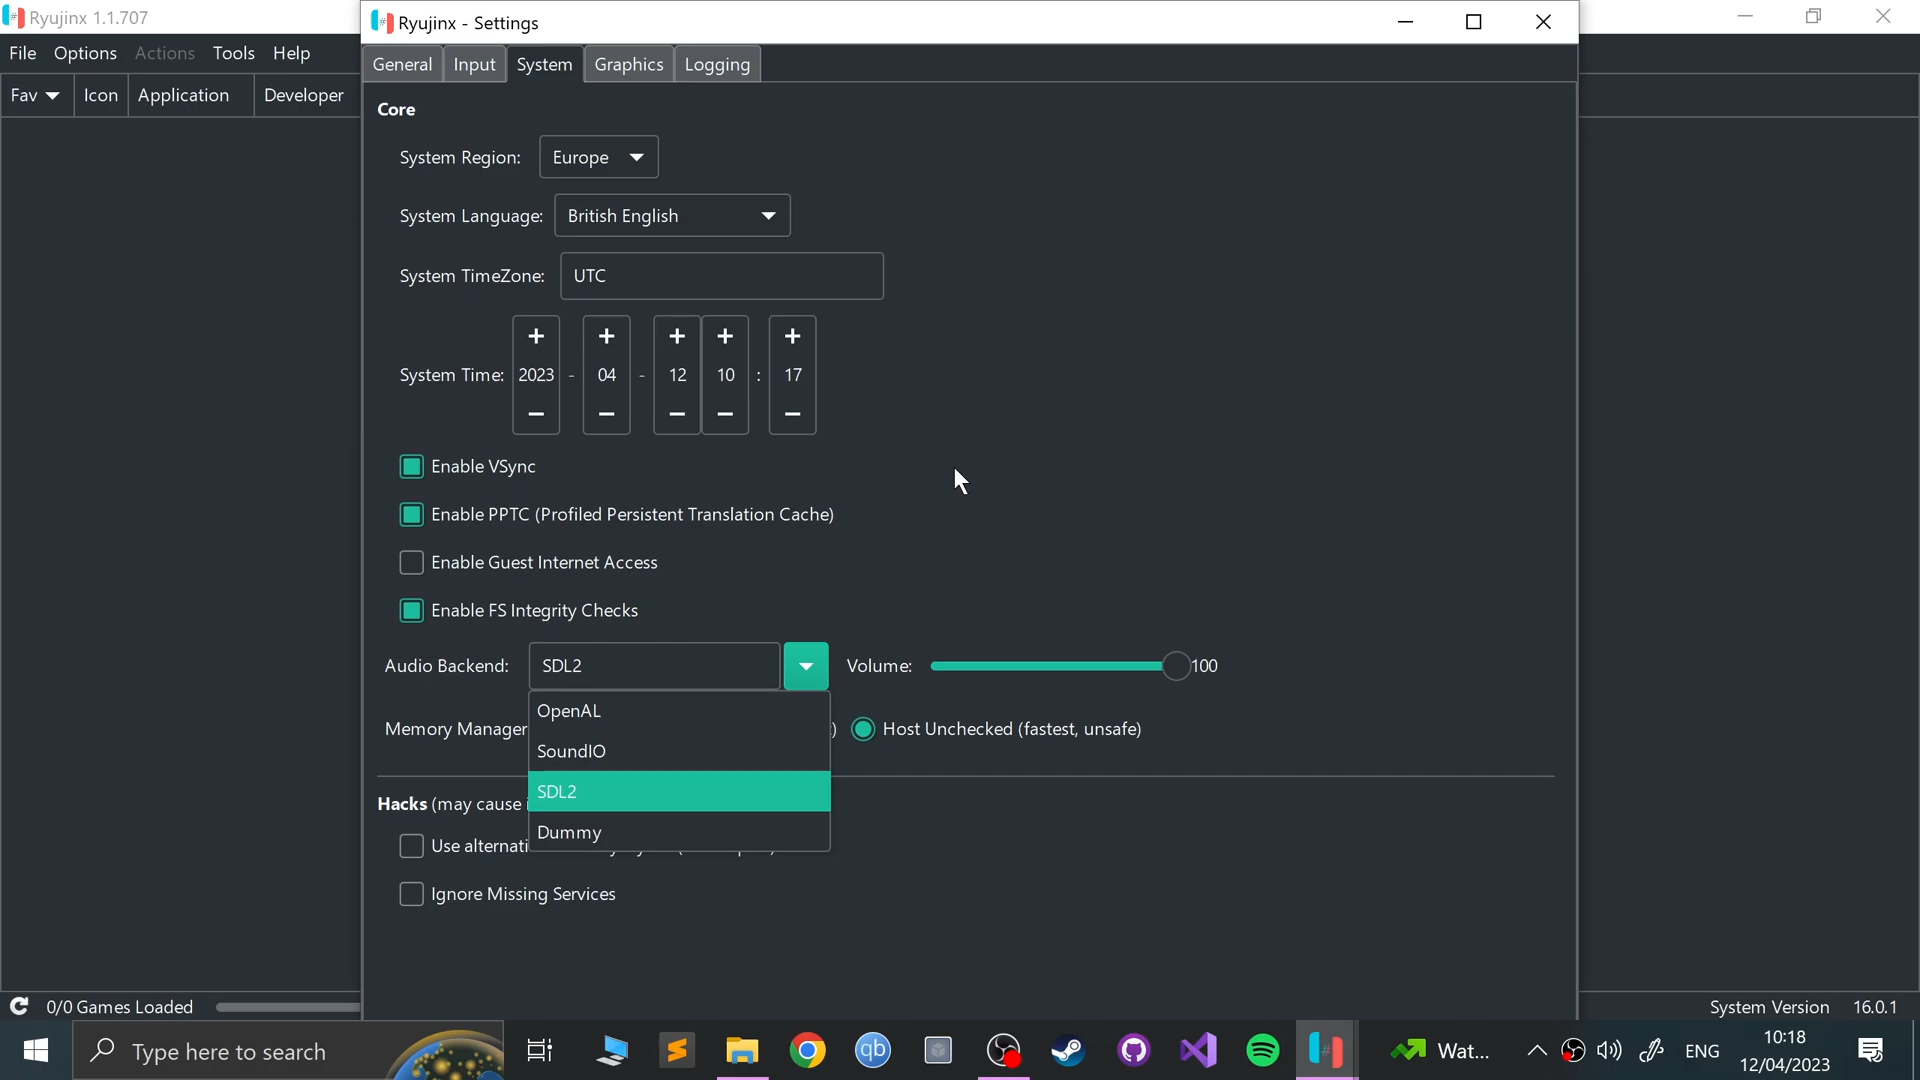 Ryujinx 1.1.707
File Options Actions Tools Help
Fav Icon Application Developer
Ryujinx - Settings
General Input System Graphics Logging
Core
System Region: Europe
System Language: British English
System TimeZone: UTC
+ + + + +
System Time: 2023 - 04 - 12 10 : 17
− − − − −
Enable VSync
Enable PPTC (Profiled Persistent Translation Cache)
Enable Guest Internet Access
Enable FS Integrity Checks
Audio Backend: SDL2 Volume: 100
OpenAL
SoundIO
SDL2
Dummy
Memory Manager ) Host Unchecked (fastest, unsafe)
Hacks (may cause
Use alternati
Ignore Missing Services
0/0 Games Loaded
System Version 16.0.1
Type here to search
qb
Wat...
ENG
10:18
12/04/2023